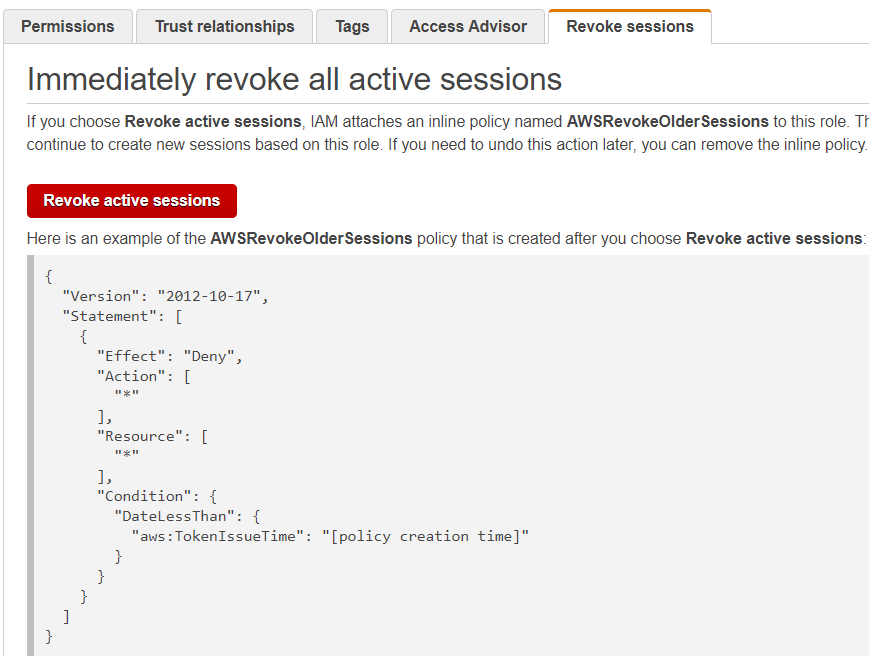 Permissions Trust relationships Tags Access Advisor Revoke sessions
Immediately revoke all active sessions
If you choose Revoke active sessions, IAM attaches an inline policy named AWSRevokeOlderSessions to this role. Th
continue to create new sessions based on this role. If you need to undo this action later, you can remove the inline policy.
Revoke active sessions
Here is an example of the AWSRevokeOlderSessions policy that is created after you choose Revoke active sessions:
{
"Version": "2012-10-17",
"Statement": [
{
"Effect": "Deny",
"Action": [
"*"
],
"Resource": [
"*"
],
"Condition": {
"DateLessThan": {
"aws:TokenIssueTime": "[policy creation time]"
}
}
}
]
}